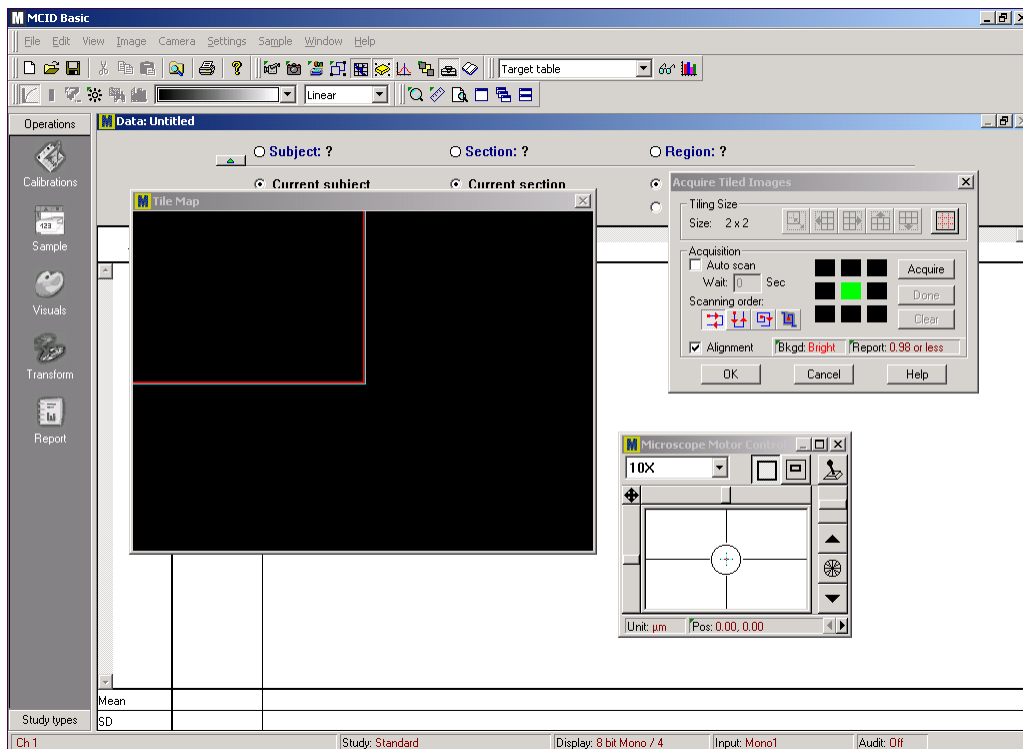 MCID Basic
File Edit View Image Camera Settings Sample Window Help
Target table
Linear
Operations
Calibrations
Sample
Visuals
Transform
Report
Study types
Data: Untitled
Subject: ? Section: ? Region: ?
Current subject Current section
Tile Map
Acquire Tiled Images
Tiling Size
Size: 2 x 2
Acquisition
Auto scan
Wait: 0 Sec
Scanning order:
Acquire
Done
Clear
Alignment Bkgd: Bright Report: 0.98 or less
OK Cancel Help
Microscope Motor Control
10X
Unit: µm Pos: 0.00, 0.00
Mean
SD
Ch 1 Study: Standard Display: 8 bit Mono / 4 Input: Mono1 Audit: Off